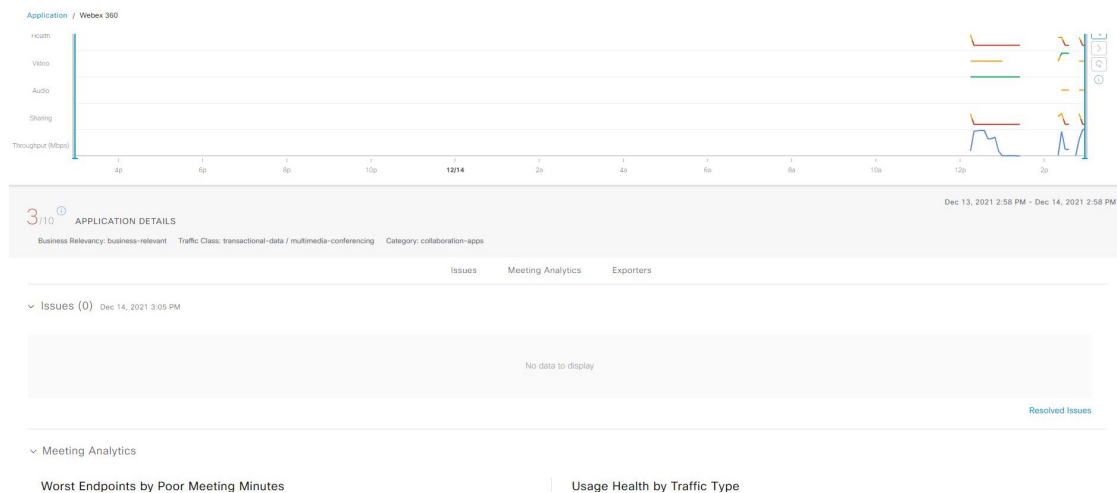 Application / Webex 360
Health
Video
Audio
Sharing
Throughput (Mbps)
4p 6p 8p 10p 12/14 2a 4a 6a 8a 10a 12p 2p
Dec 13, 2021 2:58 PM - Dec 14, 2021 2:58 PM
3/10 APPLICATION DETAILS
Business Relevancy: business-relevant Traffic Class: transactional-data / multimedia-conferencing Category: collaboration-apps
Issues Meeting Analytics Exporters
Issues (0) Dec 14, 2021 3:05 PM
No data to display
Resolved Issues
Meeting Analytics
Worst Endpoints by Poor Meeting Minutes
Usage Health by Traffic Type